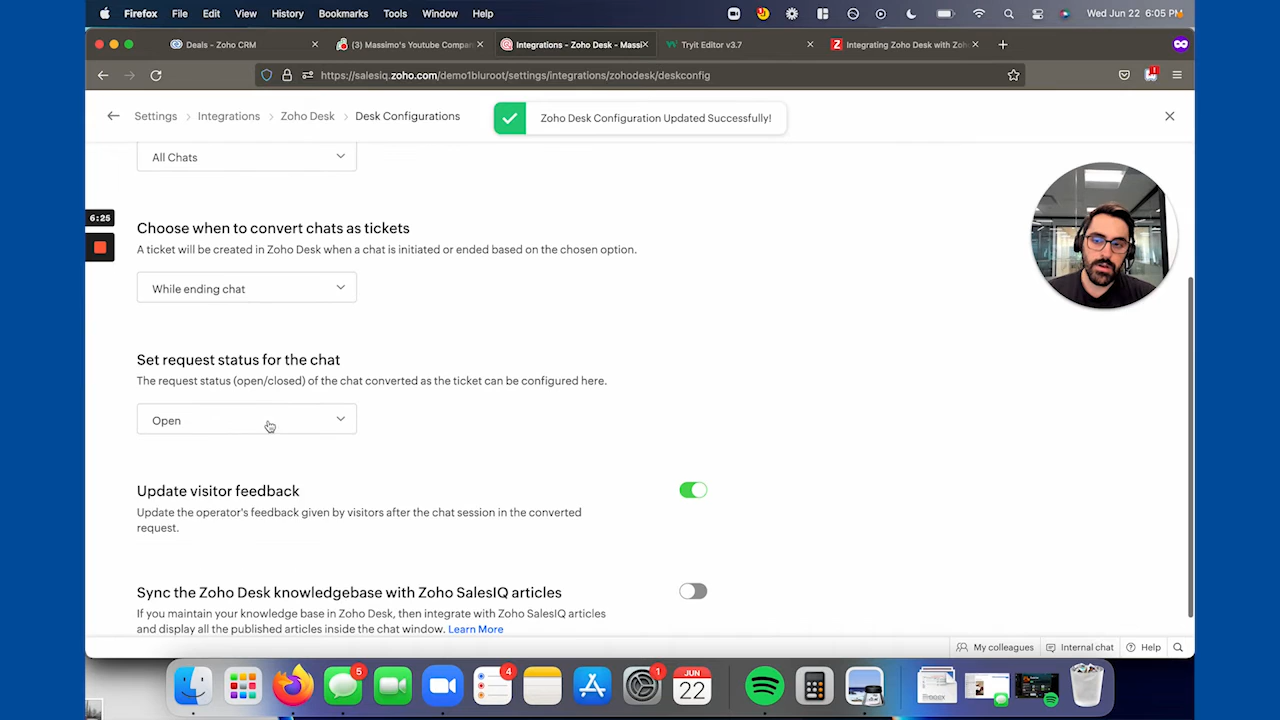 Firefox File Edit View History Bookmarks Tools Window Help Wed Jun 22 6:05 PM
Deals - Zoho CRM
(3) Massimo's Youtube Compan
Integrations - Zoho Desk - Massi
Tryit Editor v3.7
Integrating Zoho Desk with Zoh
https://salesiq.zoho.com/demo1bluroot/settings/integrations/zohodesk/deskconfig
Settings > Integrations > Zoho Desk > Desk Configurations
Zoho Desk Configuration Updated Successfully!
All Chats
6:25
Choose when to convert chats as tickets
A ticket will be created in Zoho Desk when a chat is initiated or ended based on the chosen option.
While ending chat
Set request status for the chat
The request status (open/closed) of the chat converted as the ticket can be configured here.
Open
Update visitor feedback
Update the operator's feedback given by visitors after the chat session in the converted
request.
Sync the Zoho Desk knowledgebase with Zoho SalesIQ articles
If you maintain your knowledge base in Zoho Desk, then integrate with Zoho SalesIQ articles
and display all the published articles inside the chat window. Learn More
My colleagues Internal chat Help
5
4
1
JUN
22